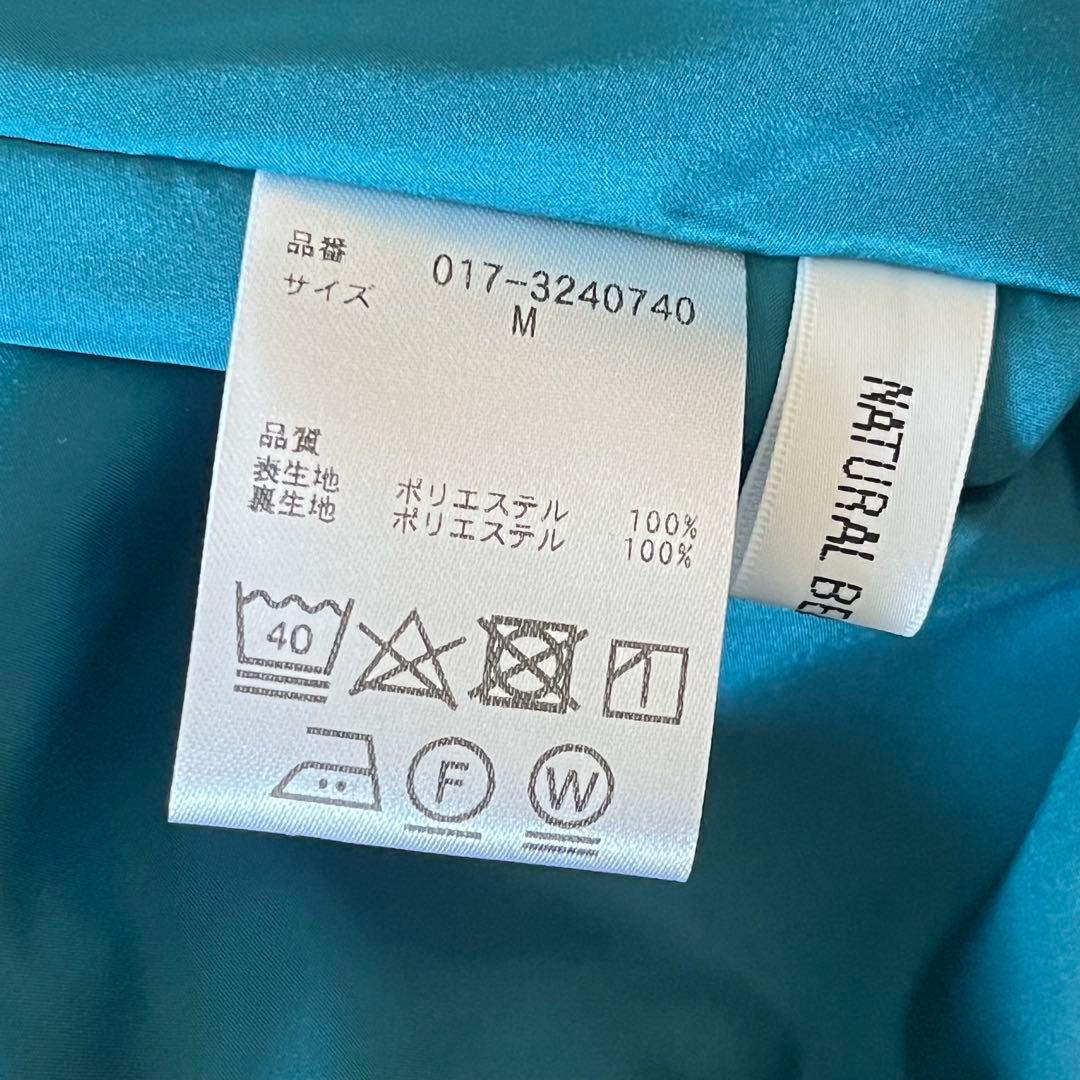 品番 017-3240740
サイズ M
品質
表生地 ポリエステル 100%
裏生地 ポリエステル 100%
40
F W
NATURAL